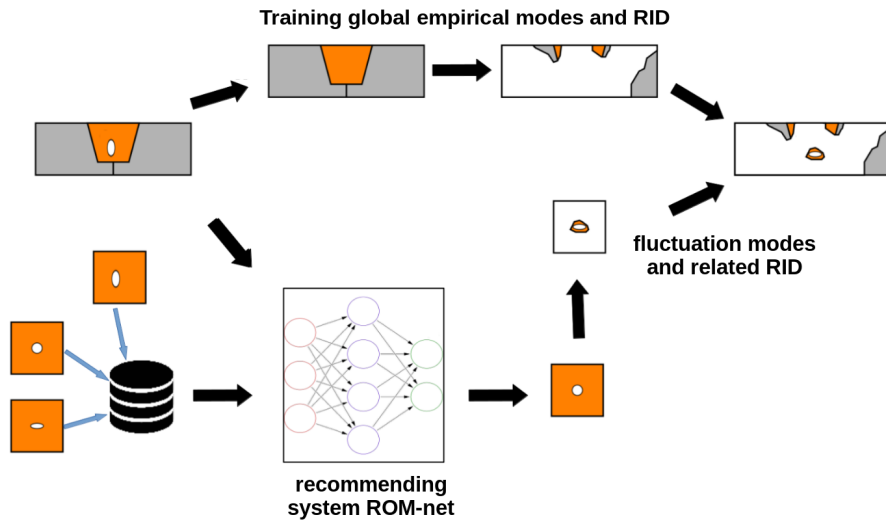 Training global empirical modes and RID
fluctuation modes
and related RID
recommending
system ROM-net